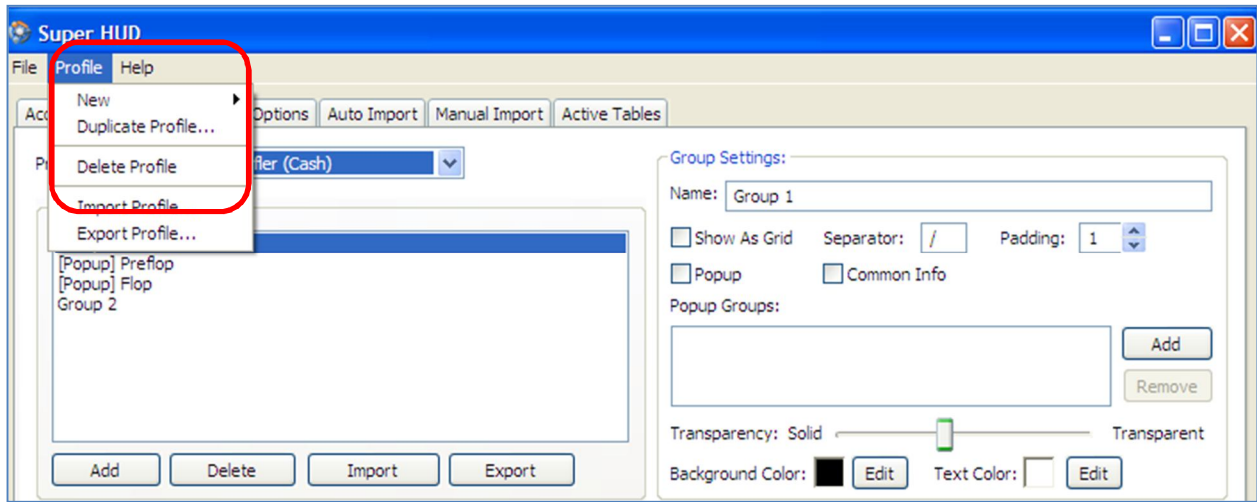 Super HUD
File Profile Help
New
Duplicate Profile...
Delete Profile
Import Profile
Export Profile...
Options Auto Import Manual Import Active Tables
(Cash)
[Popup] Preflop
[Popup] Flop
Group 2
Add Delete Import Export
Group Settings:
Name: Group 1
Show As Grid Separator: / Padding: 1
Popup Common Info
Popup Groups:
Add
Remove
Transparency: Solid Transparent
Background Color: Edit Text Color: Edit